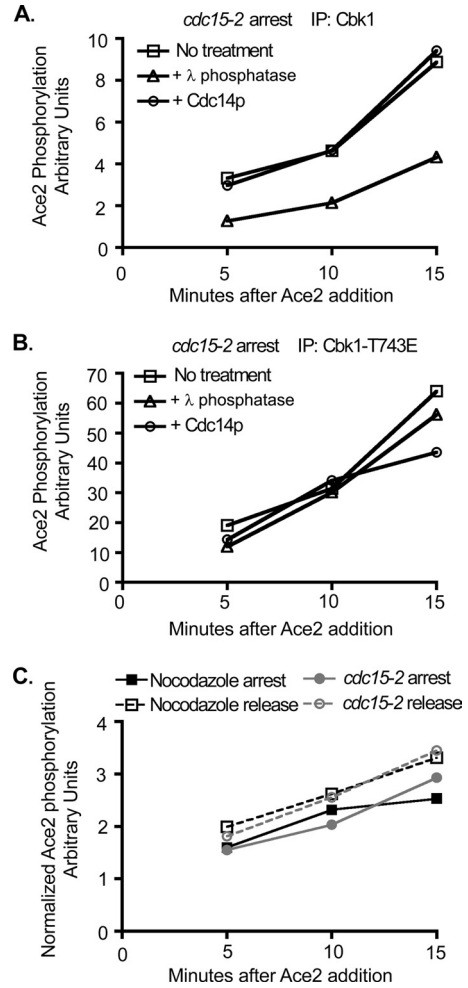 A.
cdc15-2 arrest IP: Cbk1
No treatment
+ λ phosphatase
+ Cdc14p
Ace2 Phosphorylation
Arbitrary Units
10
8
6
4
2
0
0 5 10 15
Minutes after Ace2 addition
B.
cdc15-2 arrest IP: Cbk1-T743E
No treatment
+ λ phosphatase
+ Cdc14p
Ace2 Phosphorylation
Arbitrary Units
70
60
50
40
30
20
10
0
0 5 10 15
Minutes after Ace2 addition
C.
Nocodazole arrest cdc15-2 arrest
Nocodazole release cdc15-2 release
Normalized Ace2 phosphorylation
Arbitrary Units
4
3
2
1
0
0 5 10 15
Minutes after Ace2 addition